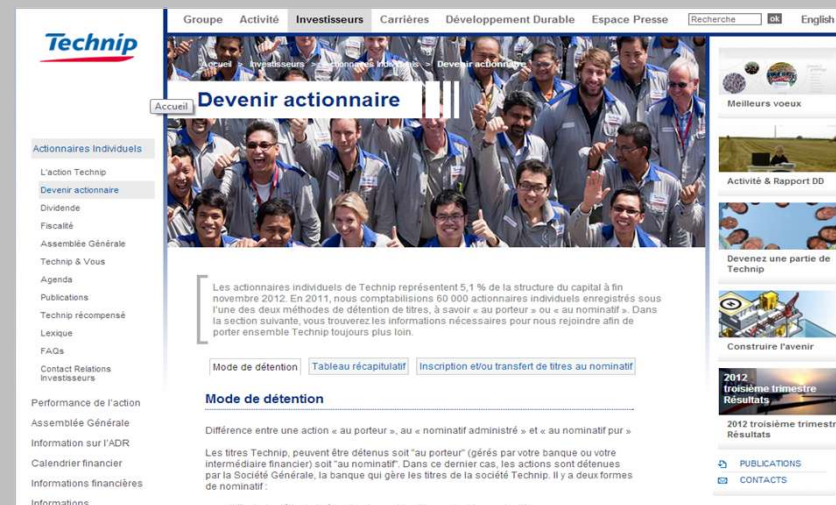 Groupe Activité Investisseurs Carrières Développement Durable Espace Presse Recherche ok English
Technip
Accueil > Investisseurs > Actionnaires Individuels > Devenir actionnaire
Devenir actionnaire
Accueil
Actionnaires Individuels
L'action Technip
Devenir actionnaire
Dividende
Fiscalité
Assemblée Générale
Technip & Vous
Agenda
Publications
Technip récompensé
Lexique
FAQs
Contact Relations
Investisseurs
Performance de l'action
Assemblée Générale
Information sur l'ADR
Calendrier financier
Informations financières
Informations
Les actionnaires individuels de Technip représentent 5,1 % de la structure du capital à fin
novembre 2012. En 2011, nous comptabilisions 60 000 actionnaires individuels enregistrés sous
l'une des deux méthodes de détention de titres, à savoir « au porteur » ou « au nominatif ». Dans
la section suivante, vous trouverez les informations nécessaires pour nous rejoindre afin de
porter ensemble Technip toujours plus loin.
Mode de détention Tableau récapitulatif Inscription et/ou transfert de titres au nominatif
Mode de détention
Différence entre une action « au porteur », au « nominatif administré » et « au nominatif pur »
Les titres Technip, peuvent être détenus soit "au porteur" (gérés par votre banque ou votre
intermédiaire financier) soit "au nominatif". Dans ce dernier cas, les actions sont détenues
par la Société Générale, la banque qui gère les titres de la société Technip. Il y a deux formes
de nominatif :
Meilleurs voeux
Activité & Rapport DD
Devenez une partie de
Technip
Construire l'avenir
2012
troisième trimestre
Résultats
2012 troisième trimestr
Résultats
PUBLICATIONS
CONTACTS